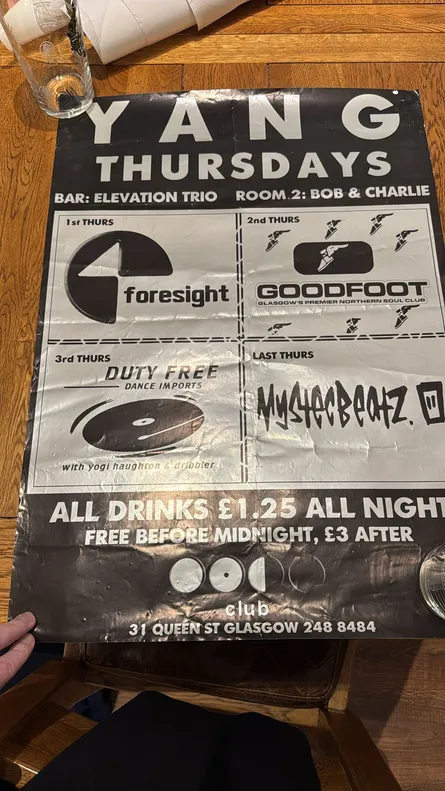 YANG
THURSDAYS
BAR: ELEVATION TRIO ROOM 2: BOB & CHARLIE
1st THURS
foresight
2nd THURS
GOODFOOT
GLASGOW'S PREMIER NORTHERN SOUL CLUB
3rd THURS
DUTY FREE
DANCE IMPORTS
with yogi haughton & dribbler
LAST THURS
MYSTECBEATZ.
ALL DRINKS £1.25 ALL NIGHT
FREE BEFORE MIDNIGHT, £3 AFTER
club
31 QUEEN ST GLASGOW 248 8484